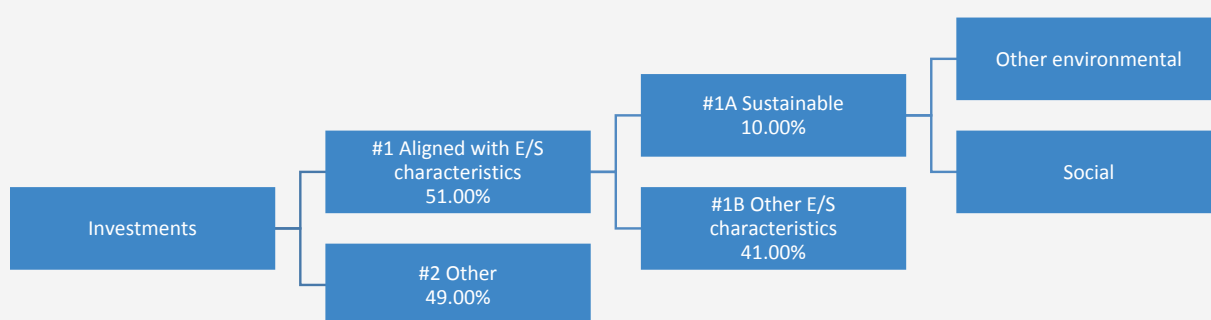 Investments
#1 Aligned with E/S
characteristics
51.00%
#2 Other
49.00%
#1A Sustainable
10.00%
#1B Other E/S
characteristics
41.00%
Other environmental
Social